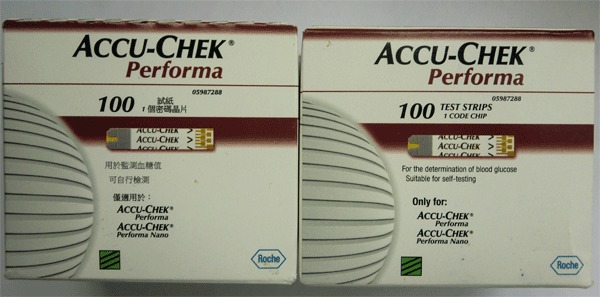 ACCU-CHEK®
Performa
05987288
100 試紙
1 個密碼晶片
ACCU-CHEK >
ACCU-CHEK >
ACCU-CHEK >
用於監測血糖值
可自行檢測
僅適用於:
ACCU-CHEK®
Performa
ACCU-CHEK®
Performa Nano
Roche
ACCU-CHEK®
Performa
05987288
100 TEST STRIPS
1 CODE CHIP
ACCU-CHEK >
ACCU-CHEK >
ACCU-CHEK >
For the determination of blood glucose
Suitable for self-testing
Only for:
ACCU-CHEK®
Performa
ACCU-CHEK®
Performa Nano
Roche